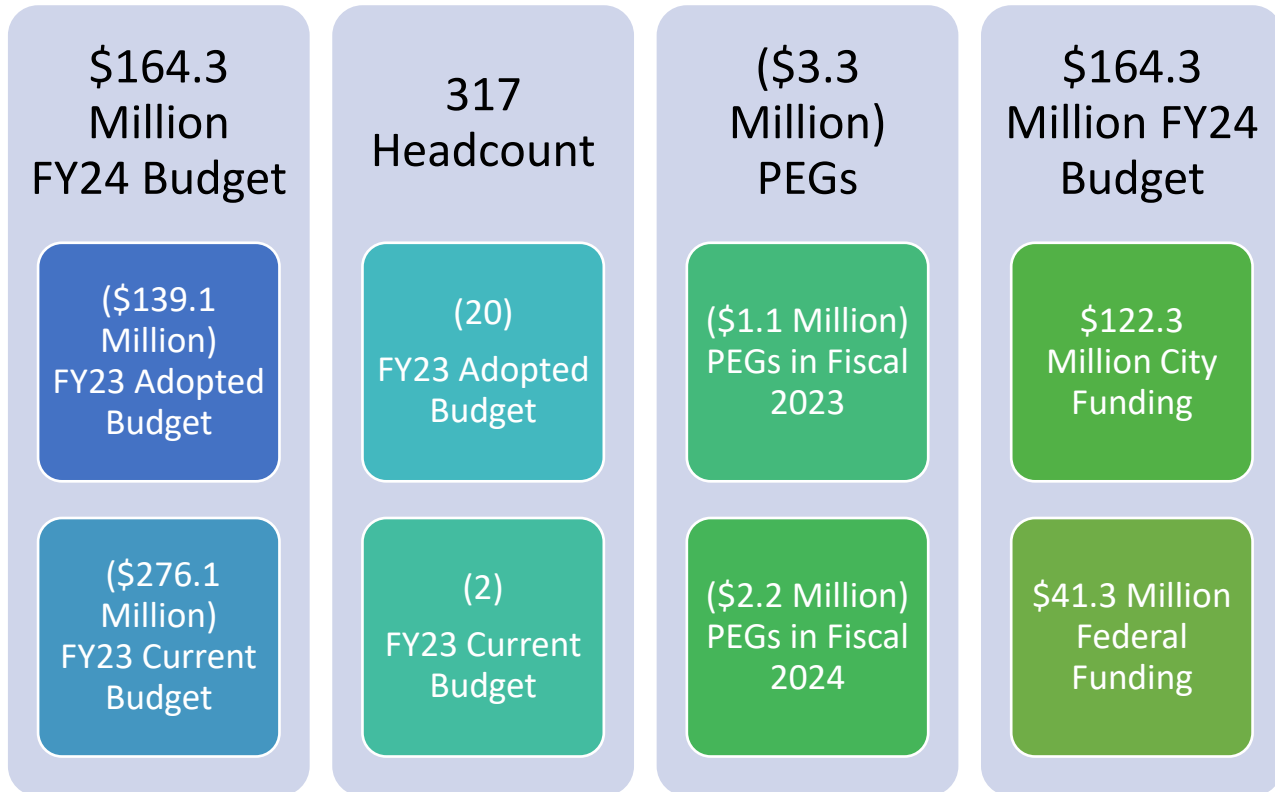 $164.3
Million
FY24 Budget
($139.1
Million)
FY23 Adopted
Budget
($276.1
Million)
FY23 Current
Budget
317
Headcount
(20)
FY23 Adopted
Budget
(2)
FY23 Current
Budget
($3.3
Million)
PEGs
($1.1 Million)
PEGs in Fiscal
2023
($2.2 Million)
PEGs in Fiscal
2024
$164.3
Million FY24
Budget
$122.3
Million City
Funding
$41.3 Million
Federal
Funding